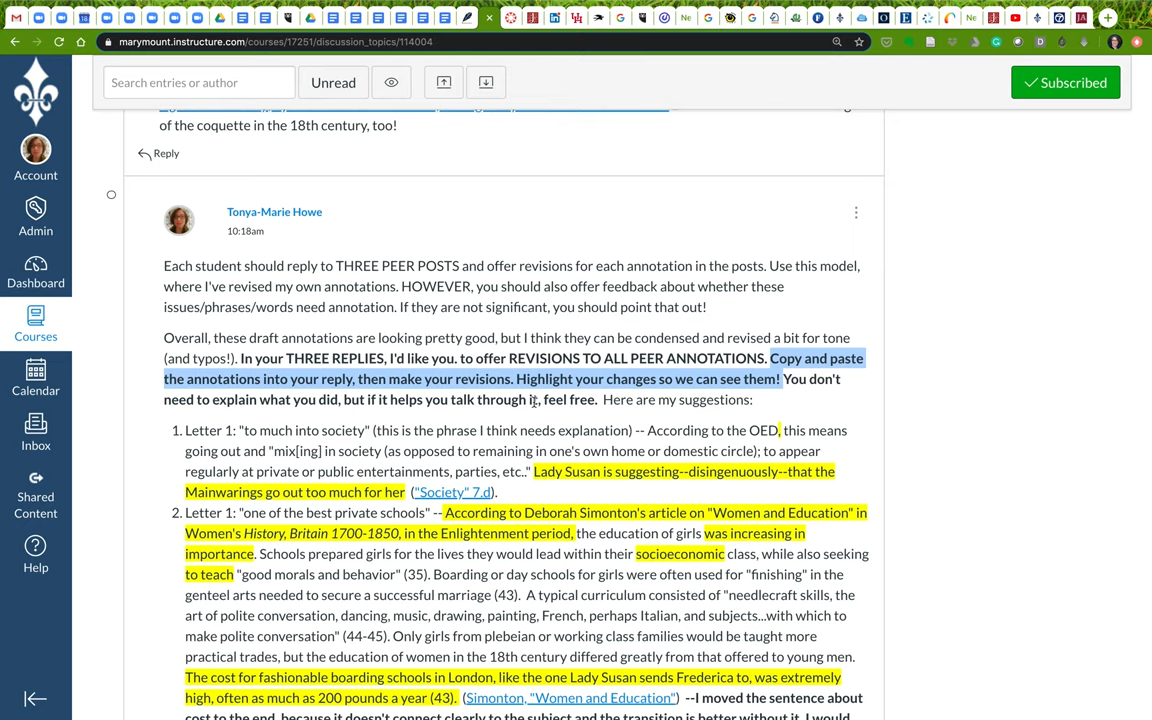 marymount.instructure.com/courses/17251/discussion_topics/114004
Search entries or author
Unread
Subscribed
of the coquette in the 18th century, too!
Reply
Account
Admin
Dashboard
Courses
Calendar
Inbox
Shared
Content
Help
Tonya-Marie Howe
10:18am
Each student should reply to THREE PEER POSTS and offer revisions for each annotation in the posts. Use this model,
where I've revised my own annotations. HOWEVER, you should also offer feedback about whether these
issues/phrases/words need annotation. If they are not significant, you should point that out!
Overall, these draft annotations are looking pretty good, but I think they can be condensed and revised a bit for tone
(and typos!). In your THREE REPLIES, I'd like you. to offer REVISIONS TO ALL PEER ANNOTATIONS. Copy and paste
the annotations into your reply, then make your revisions. Highlight your changes so we can see them! You don't
need to explain what you did, but if it helps you talk through it, feel free. Here are my suggestions:
1. Letter 1: "to much into society" (this is the phrase I think needs explanation) -- According to the OED, this means
going out and "mix[ing] in society (as opposed to remaining in one's own home or domestic circle); to appear
regularly at private or public entertainments, parties, etc.." Lady Susan is suggesting--disingenuously--that the
Mainwarings go out too much for her ("Society" 7.d).
2. Letter 1: "one of the best private schools" -- According to Deborah Simonton's article on "Women and Education" in
Women's History, Britain 1700-1850, in the Enlightenment period, the education of girls was increasing in
importance. Schools prepared girls for the lives they would lead within their socioeconomic class, while also seeking
to teach "good morals and behavior" (35). Boarding or day schools for girls were often used for "finishing" in the
genteel arts needed to secure a successful marriage (43). A typical curriculum consisted of "needlecraft skills, the
art of polite conversation, dancing, music, drawing, painting, French, perhaps Italian, and subjects...with which to
make polite conversation" (44-45). Only girls from plebeian or working class families would be taught more
practical trades, but the education of women in the 18th century differed greatly from that offered to young men.
The cost for fashionable boarding schools in London, like the one Lady Susan sends Frederica to, was extremely
high, often as much as 200 pounds a year (43). (Simonton, "Women and Education") --I moved the sentence about
cost to the end, because it doesn't connect clearly to the subject and the transition is better without it. I would